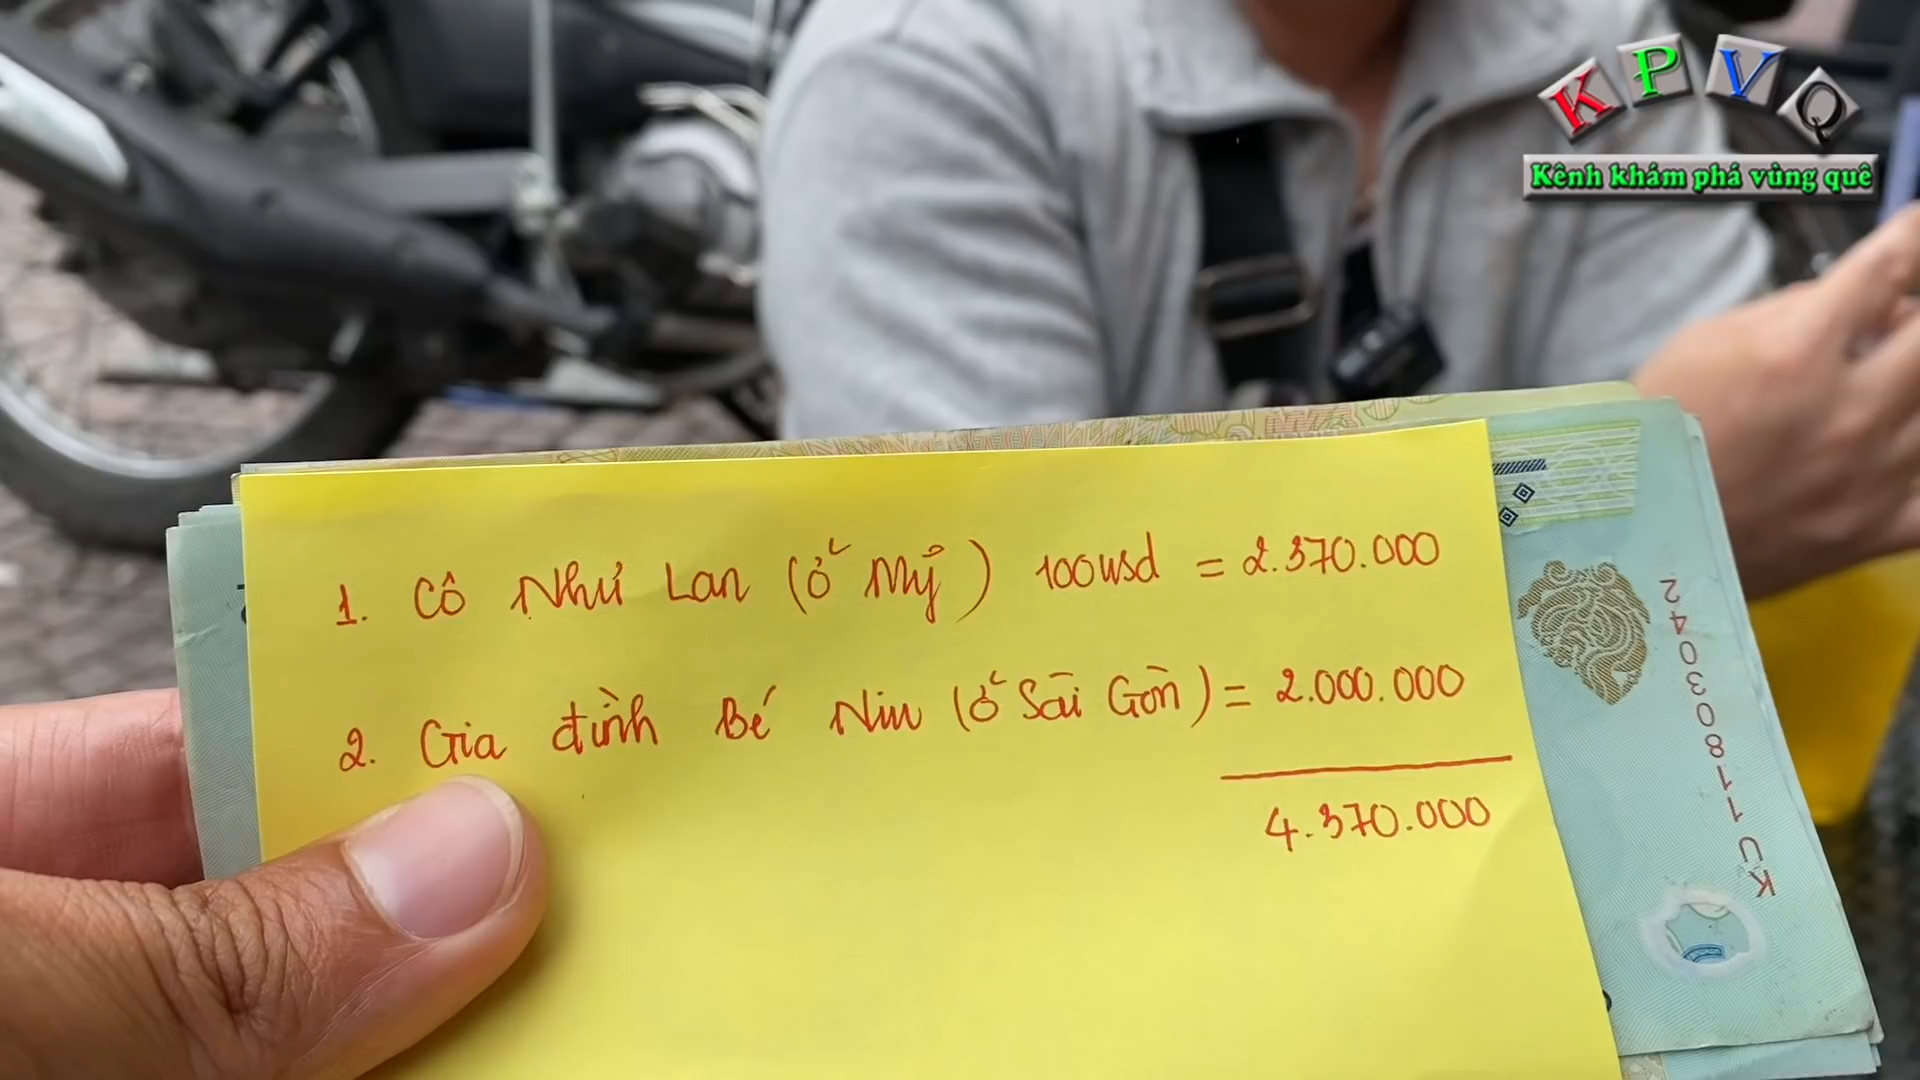 K P V Q
Kênh khám phá vùng quê
1. Cô Như Lan (ở Mỹ) 100usd = 2.370.000
2. Gia đình Bé Nin (ở Sài Gòn) = 2.000.000
4.370.000
KU 11803042